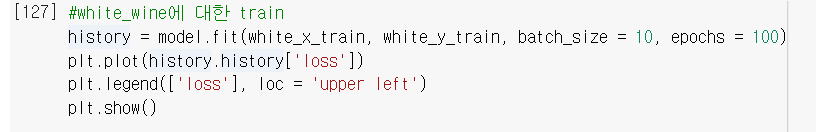 [127] #white_wine에 대한 train
history = model.fit(white_x_train, white_y_train, batch_size = 10, epochs = 100)
plt.plot(history.history['loss'])
plt.legend(['loss'], loc = 'upper left')
plt.show()